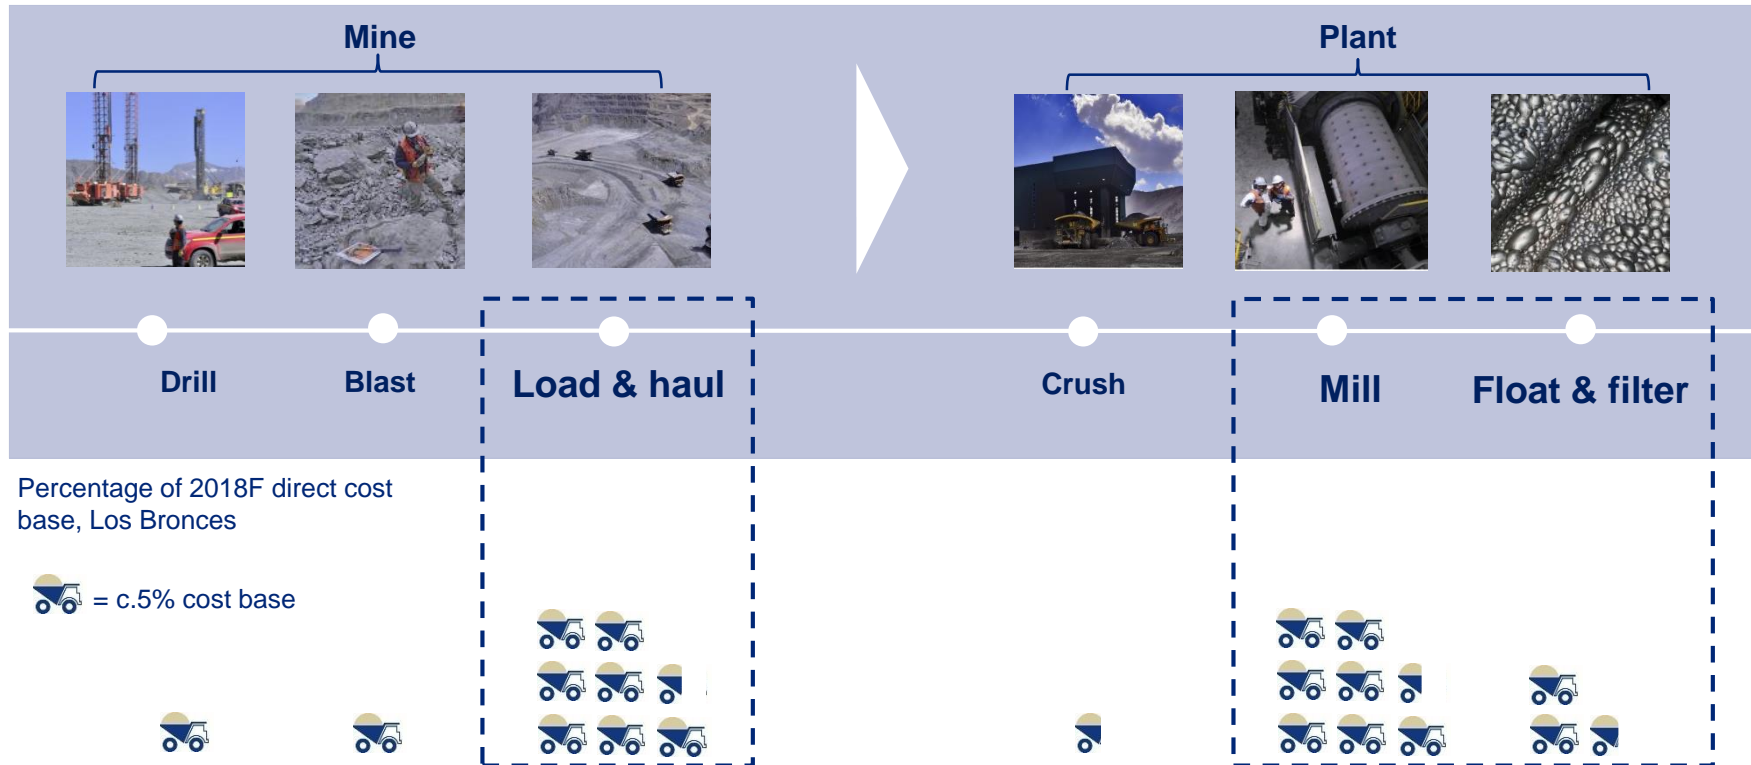 Mine
Plant
Drill
Blast
Load & haul
Crush
Mill
Float & filter
Percentage of 2018F direct cost
base, Los Bronces
= c.5% cost base